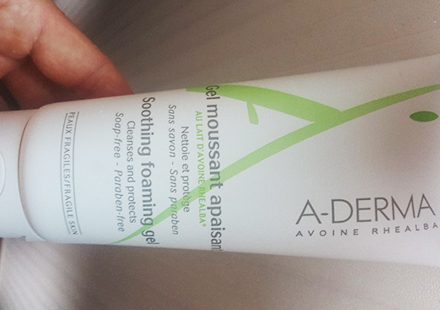 A-DERMA
AVOINE RHEALBA
Gel moussant apaisant
AU LAIT D'AVOINE RHEALBA®
Nettoie et protège
Sans savon - Sans paraben
Soothing foaming gel
Cleanses and protects
Soap-free - Paraben-free
PEAUX FRAGILES/FRAGILE SKIN